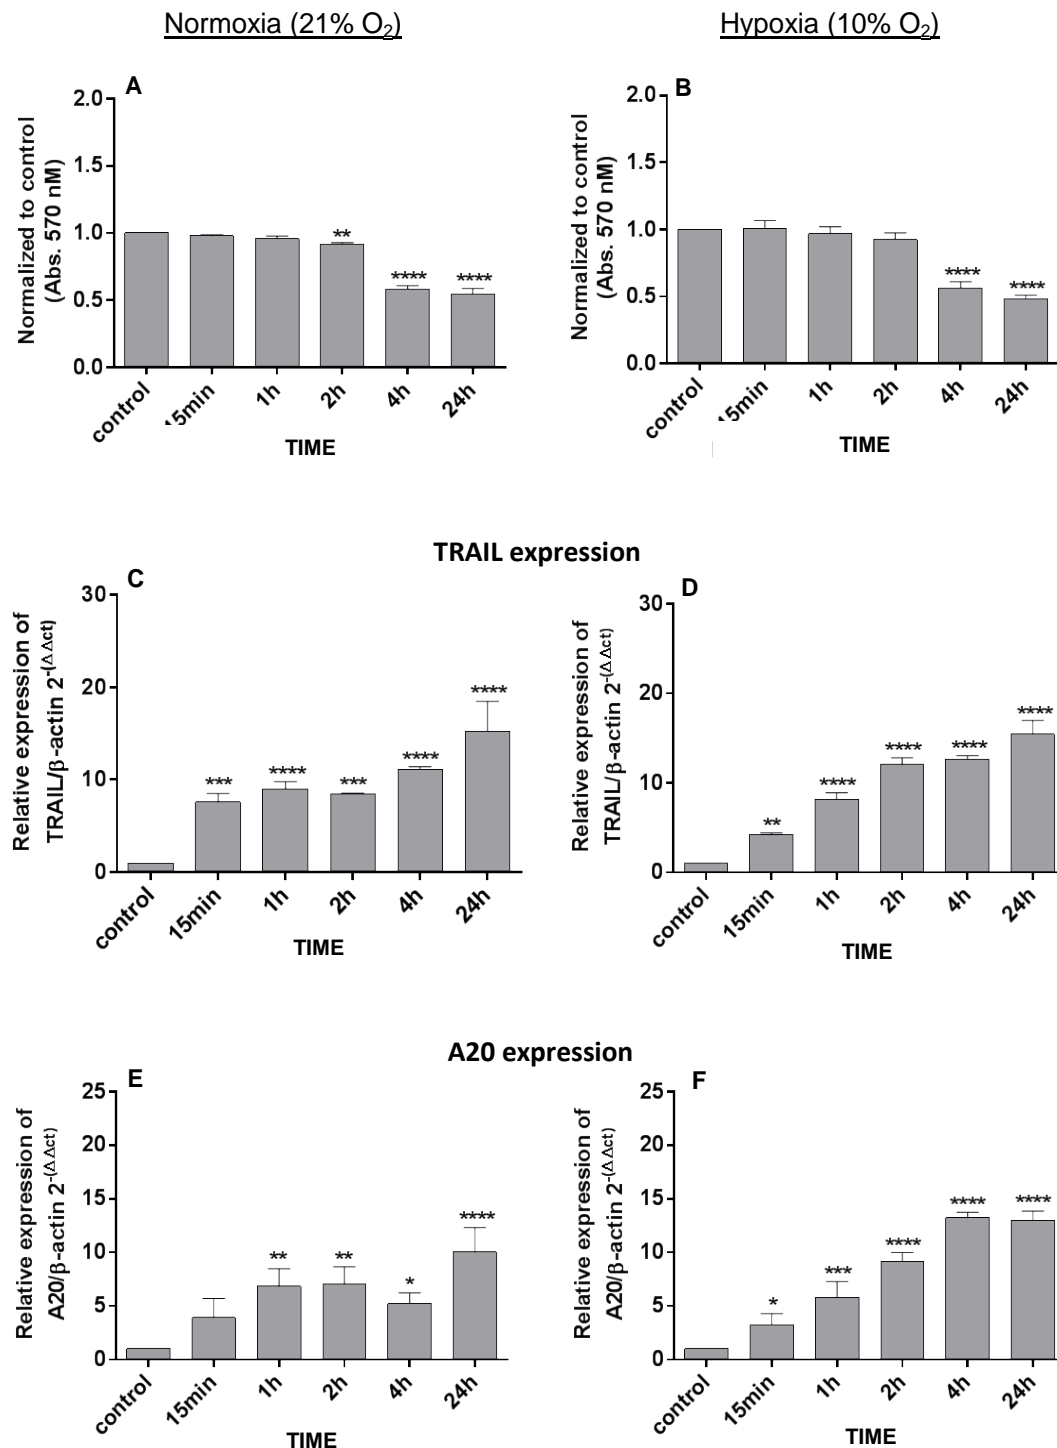 Normoxia (21% O2)
Hypoxia (10% O2)
A
Normalized to control
(Abs. 570 nM)
2.0
1.5
1.0
0.5
0.0
**
****
****
control
15min
1h
2h
4h
24h
TIME
B
Normalized to control
(Abs. 570 nM)
2.0
1.5
1.0
0.5
0.0
****
****
control
15min
1h
2h
4h
24h
TIME
TRAIL expression
C
Relative expression of
TRAIL/β-actin 2-(ΔΔct)
30
20
10
0
***
****
***
****
****
control
15min
1h
2h
4h
24h
TIME
D
Relative expression of
TRAIL/β-actin 2-(ΔΔct)
30
20
10
0
**
****
****
****
****
control
15min
1h
2h
4h
24h
TIME
A20 expression
E
Relative expression of
A20/β-actin 2-(ΔΔct)
25
20
15
10
5
0
**
**
*
****
control
15min
1h
2h
4h
24h
TIME
F
Relative expression of
A20/β-actin 2-(ΔΔct)
25
20
15
10
5
0
*
***
****
****
****
control
15min
1h
2h
4h
24h
TIME